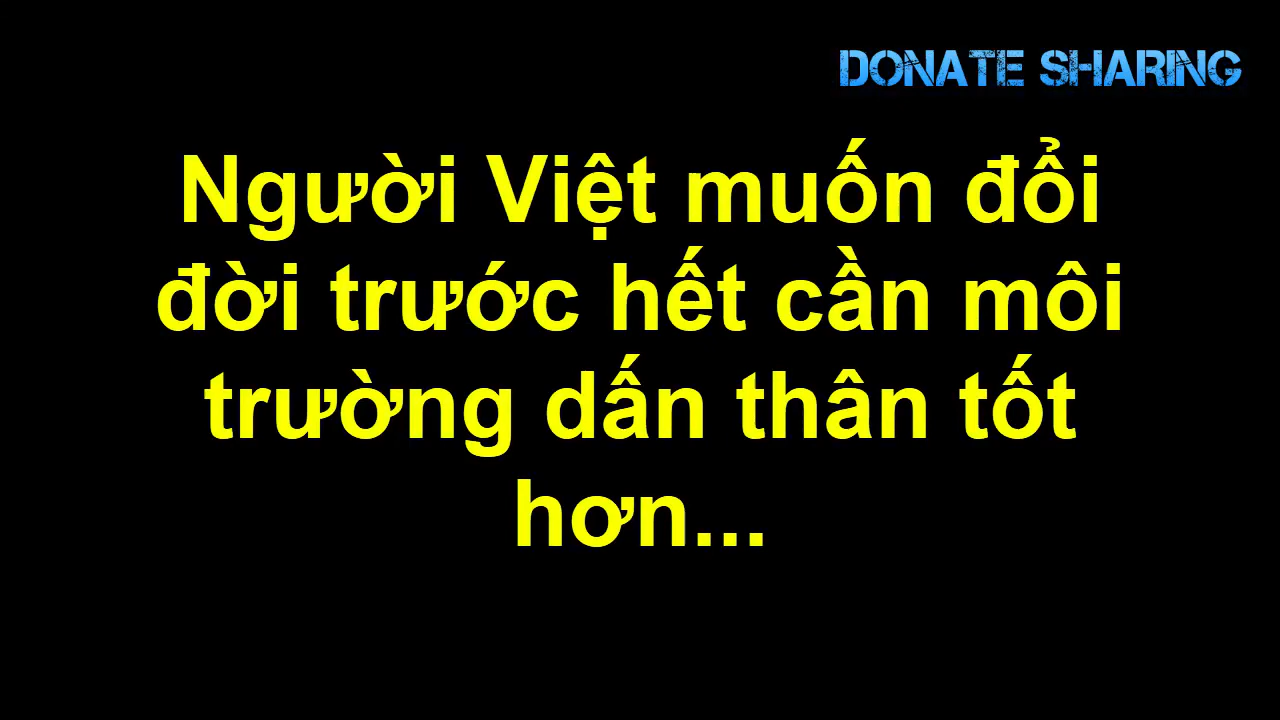 DONATE SHARING
Người Việt muốn đổi
đời trước hết cần môi
trường dấn thân tốt
hơn...